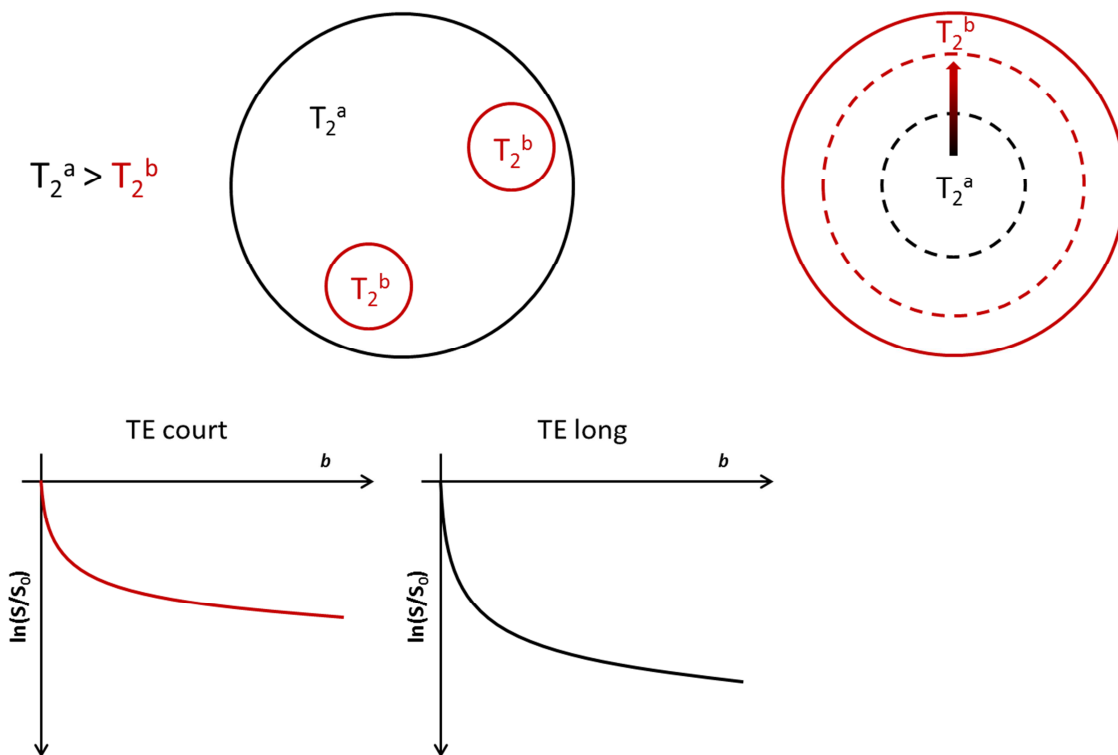 T₂ᵃ > T₂ᵇ
T₂ᵃ
T₂ᵇ
T₂ᵇ
T₂ᵇ
T₂ᵃ
TE court
b
ln(S/S₀)
TE long
b
ln(S/S₀)